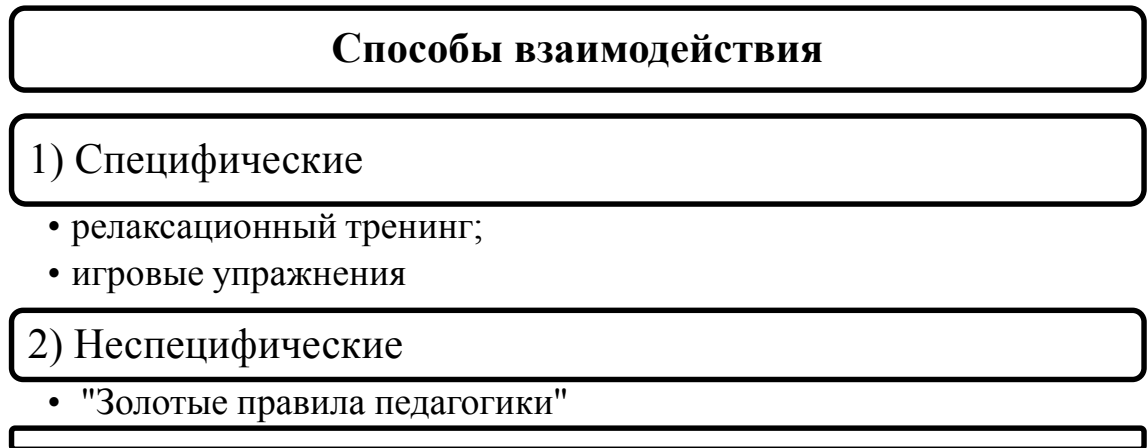 Способы взаимодействия
1) Специфические
• релаксационный тренинг;
• игровые упражнения
2) Неспецифические
• "Золотые правила педагогики"